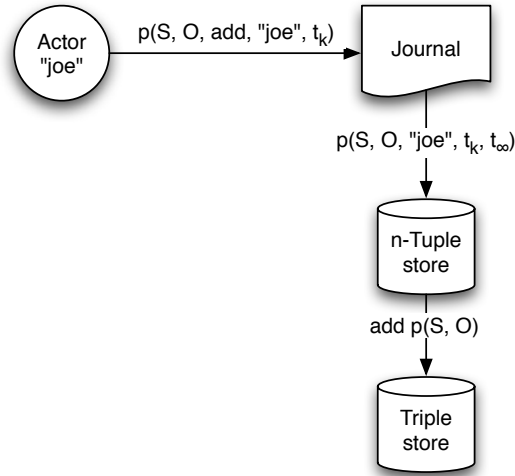 Actor
"joe"
p(S, O, add, "joe", tₖ)
Journal
p(S, O, "joe", tₖ, t∞)
n-Tuple
store
add p(S, O)
Triple
store